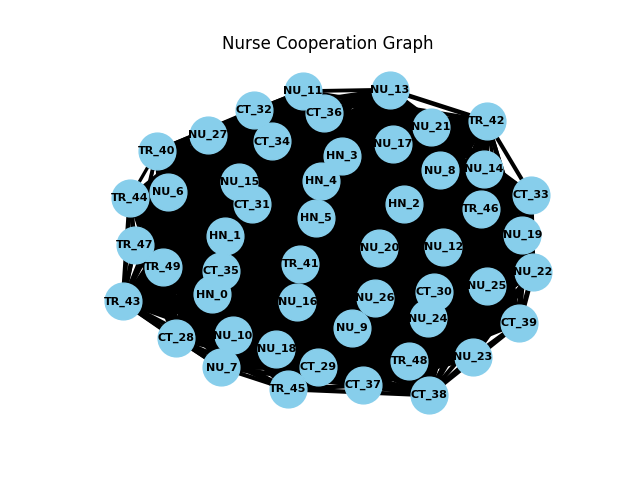 Nurse Cooperation Graph
NU_11
NU_13
CT_32
CT_36
TR_42
NU_21
NU_27
CT_34
NU_17
TR_40
HN_3
NU_8
NU_14
NU_15
HN_4
NU_6
CT_33
TR_44
CT_31
HN_2
TR_46
HN_5
HN_1
NU_19
TR_47
NU_20
NU_12
TR_49
TR_41
CT_35
NU_22
NU_25
HN_0
CT_30
NU_26
TR_43
NU_16
NU_24
CT_39
NU_9
NU_10
CT_28
NU_18
NU_23
TR_48
NU_7
CT_29
CT_37
TR_45
CT_38